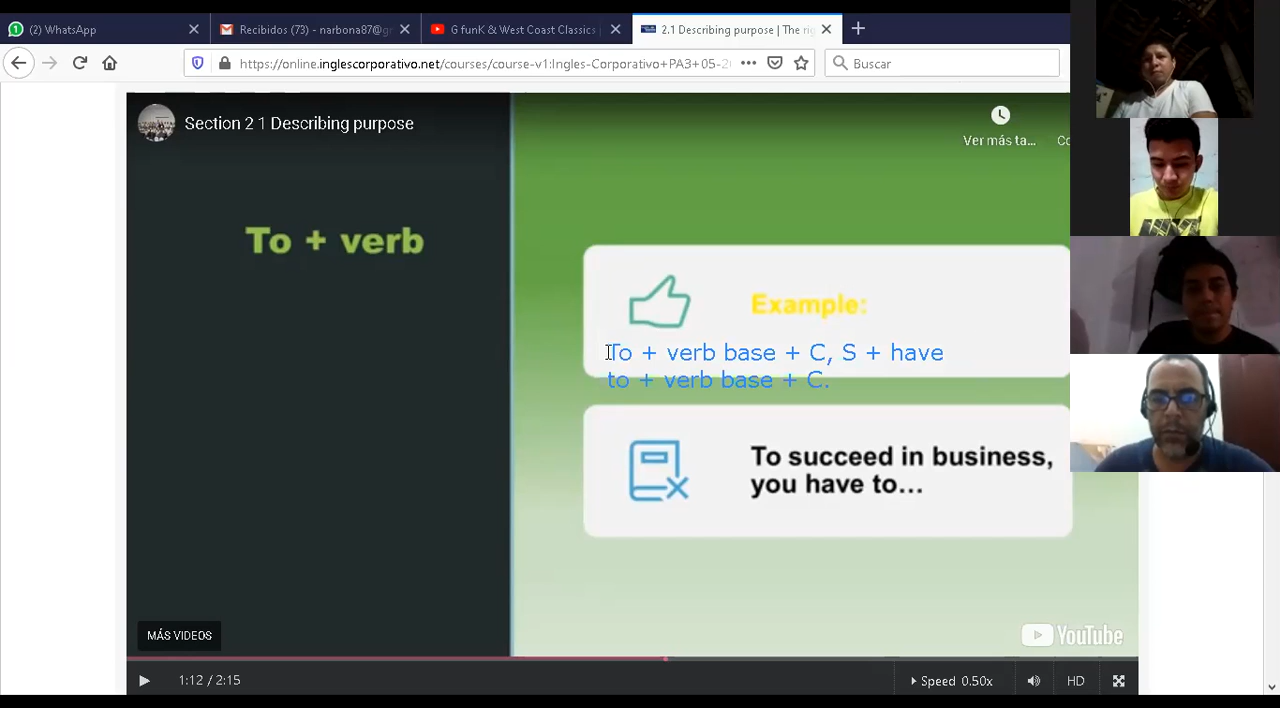 (2) WhatsApp
Recibidos (73) - narbona87@g
G funK & West Coast Classics
2.1 Describing purpose | The rig
https://online.inglescorporativo.net/courses/course-v1:Ingles-Corporativo+PA3+05-2
Buscar
Section 2 1 Describing purpose
Ver más ta...
Co
To + verb
Example:
To + verb base + C, S + have
to + verb base + C.
To succeed in business,
you have to...
MÁS VIDEOS
YouTube
1:12 / 2:15
Speed 0.50x
HD